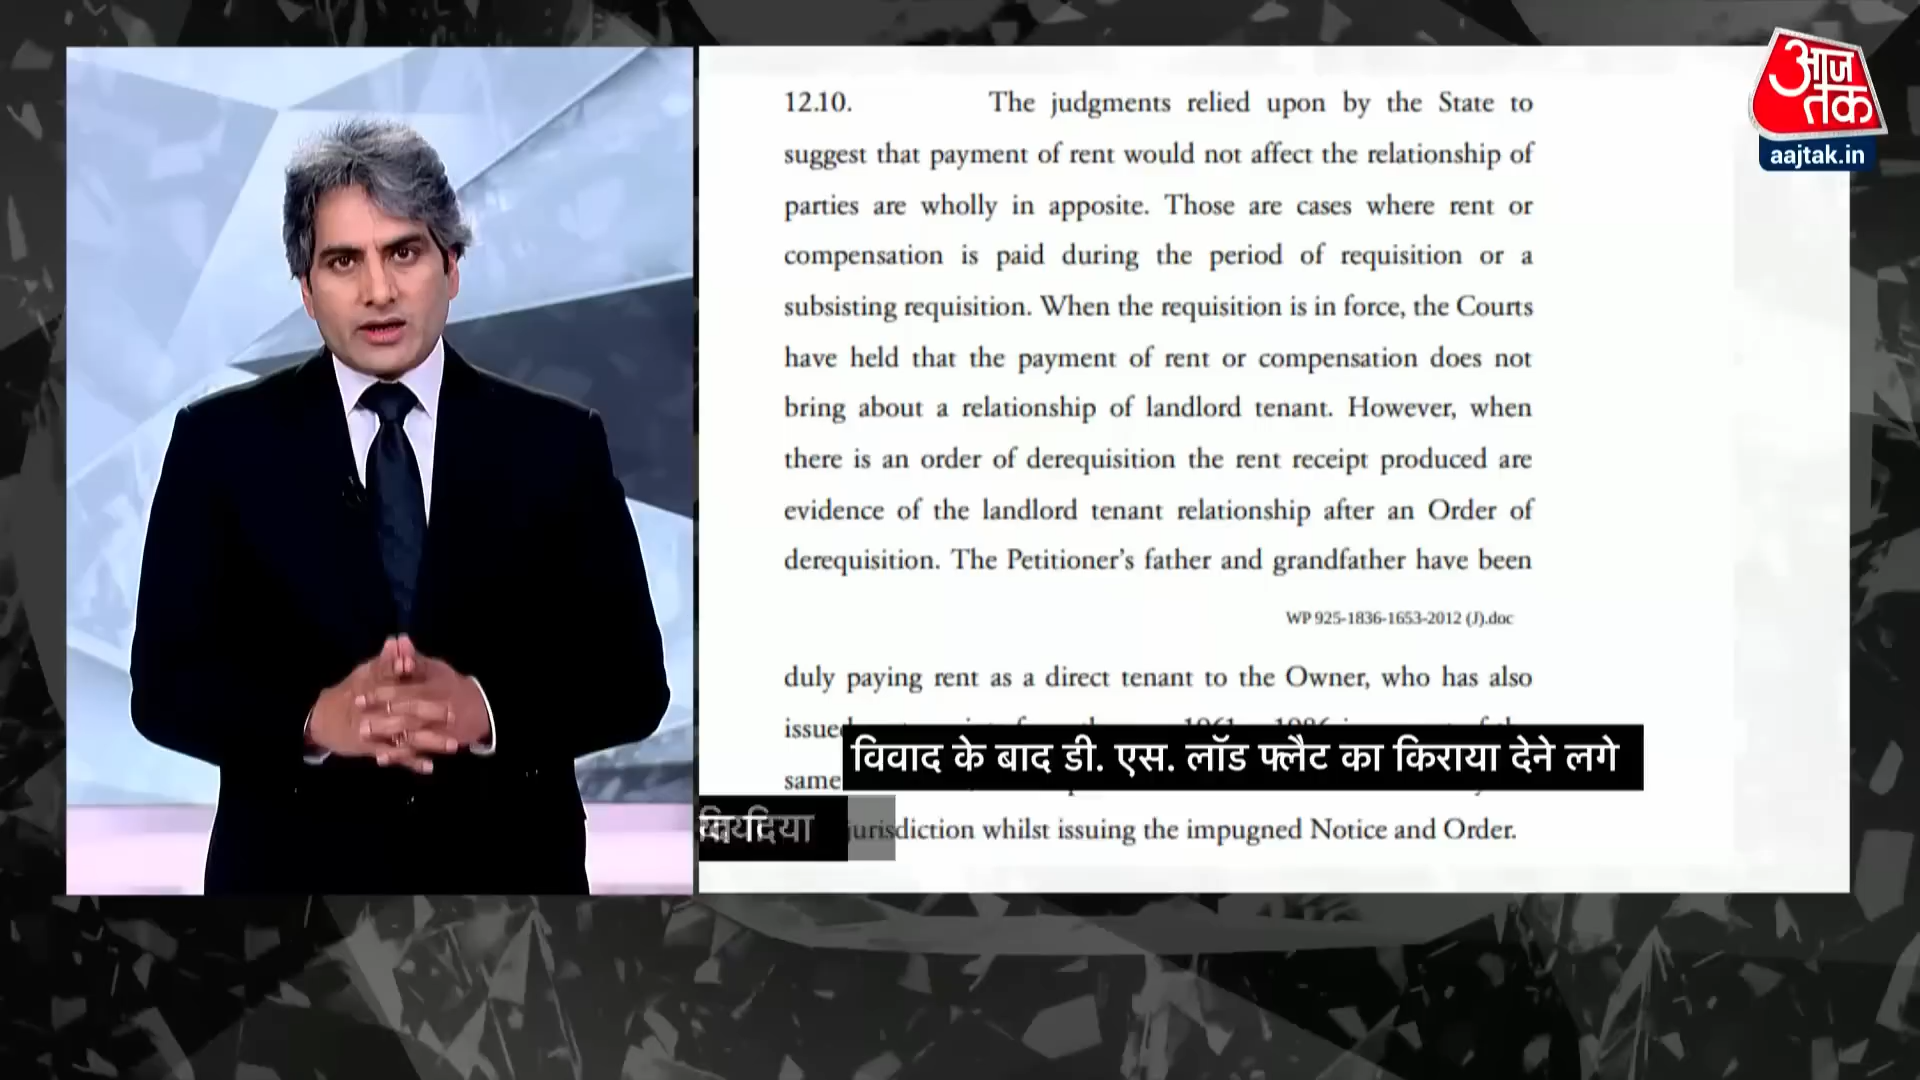 आज
तक
aajtak.in
12.10. The judgments relied upon by the State to
suggest that payment of rent would not affect the relationship of
parties are wholly in apposite. Those are cases where rent or
compensation is paid during the period of requisition or a
subsisting requisition. When the requisition is in force, the Courts
have held that the payment of rent or compensation does not
bring about a relationship of landlord tenant. However, when
there is an order of derequisition the rent receipt produced are
evidence of the landlord tenant relationship after an Order of
derequisition. The Petitioner's father and grandfather have been
WP 925-1836-1653-2012 (J).doc
duly paying rent as a direct tenant to the Owner, who has also
विवाद के बाद डी. एस. लॉड फ्लैट का किराया देने लगे
same
jurisdiction whilst issuing the impugned Notice and Order.